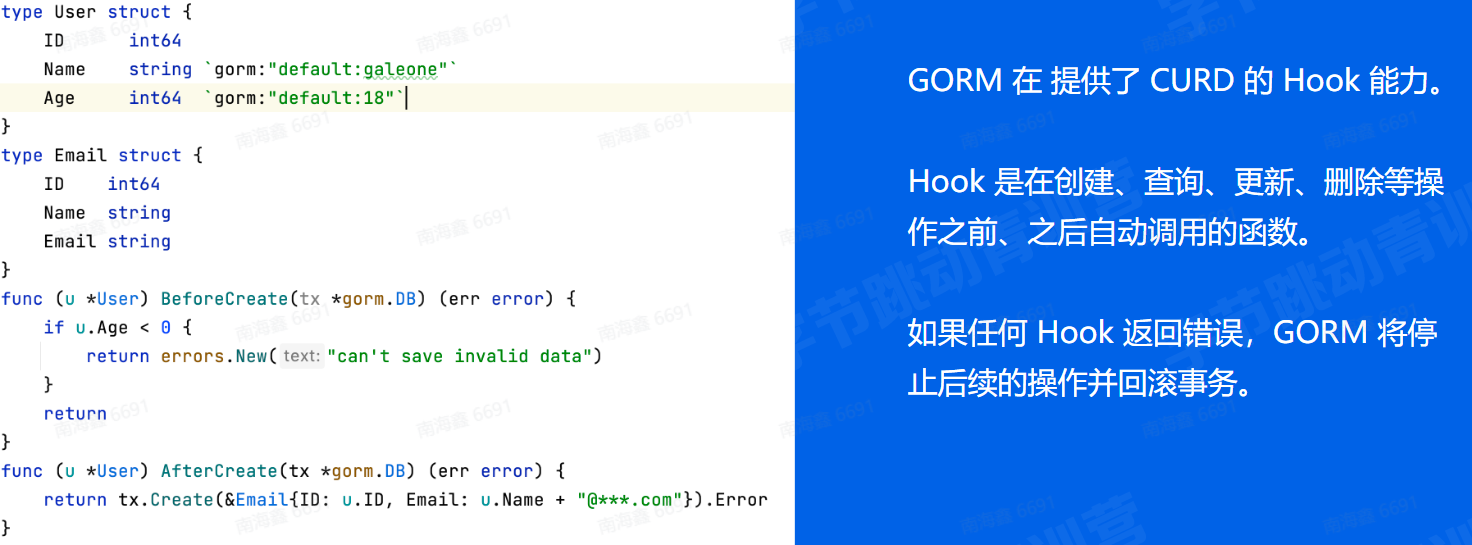 type User struct {
    ID      int64
    Name    string `gorm:"default:galeone"`
    Age     int64  `gorm:"default:18"`
}
type Email struct {
    ID    int64
    Name  string
    Email string
}
func (u *User) BeforeCreate(tx *gorm.DB) (err error) {
    if u.Age < 0 {
        return errors.New( text: "can't save invalid data")
    }
    return
}
func (u *User) AfterCreate(tx *gorm.DB) (err error) {
    return tx.Create(&Email{ID: u.ID, Email: u.Name + "@***.com"}).Error
}
GORM 在 提供了 CURD 的 Hook 能力。
Hook 是在创建、查询、更新、删除等操
作之前、之后自动调用的函数。
如果任何 Hook 返回错误，GORM 将停
止后续的操作并回滚事务。
南海鑫 6691
字节跳动青训营